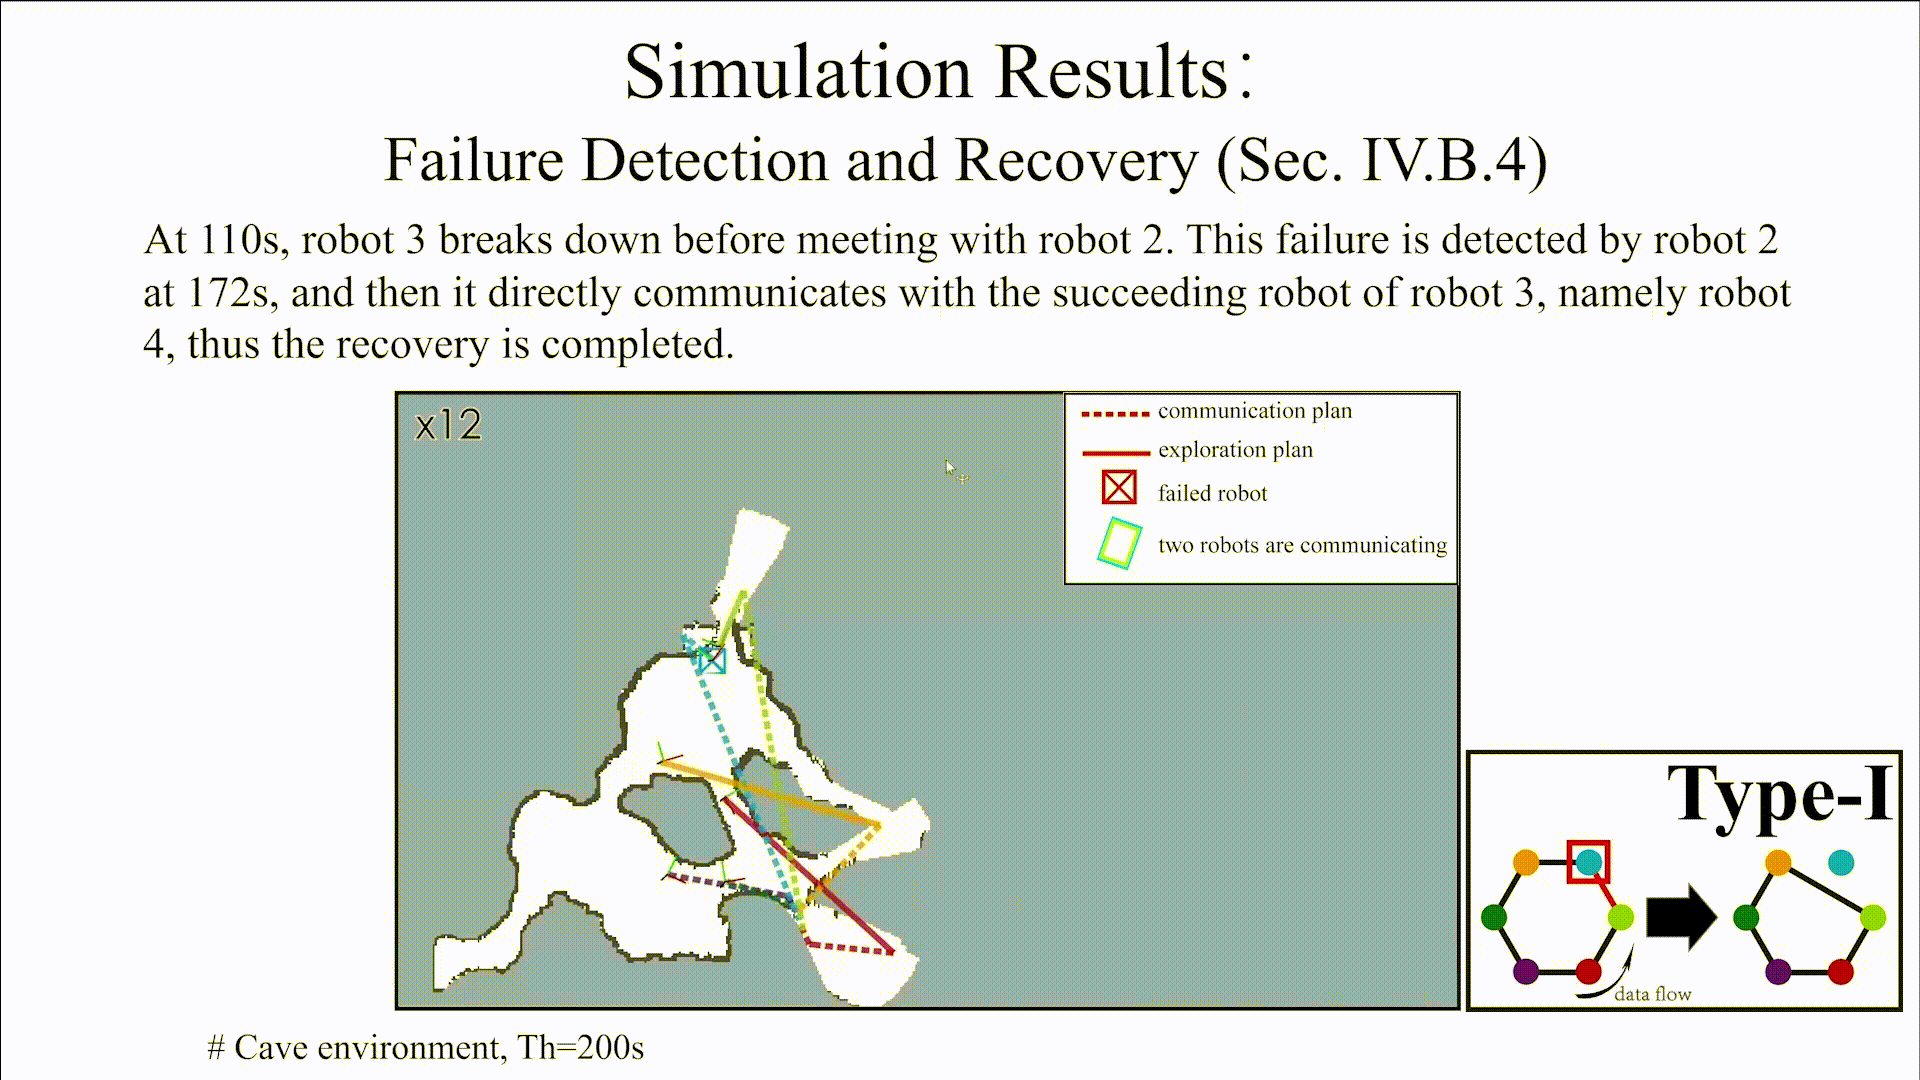 Simulation Results:
Failure Detection and Recovery (Sec. IV.B.4)
At 110s, robot 3 breaks down before meeting with robot 2. This failure is detected by robot 2
at 172s, and then it directly communicates with the succeeding robot of robot 3, namely robot
4, thus the recovery is completed.
x12
communication plan
exploration plan
failed robot
two robots are communicating
Type-I
data flow
# Cave environment, Th=200s